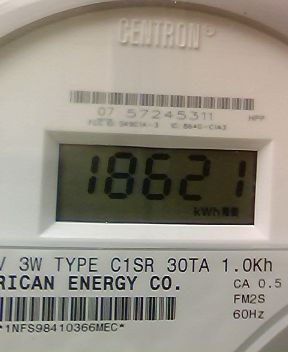 CENTRON®
07 57245311 HPP
18621
kWh
V 3W TYPE C1SR 30TA 1.0Kh
RICAN ENERGY CO. CA 0.5
FM2S
60Hz
*1NFS98410366MEC*